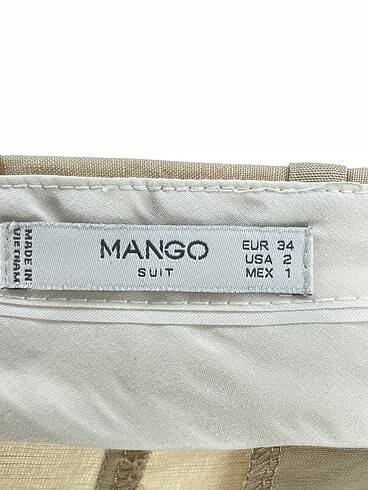 MADE IN
VIETNAM
MANGO
SUIT
EUR 34
USA 2
MEX 1